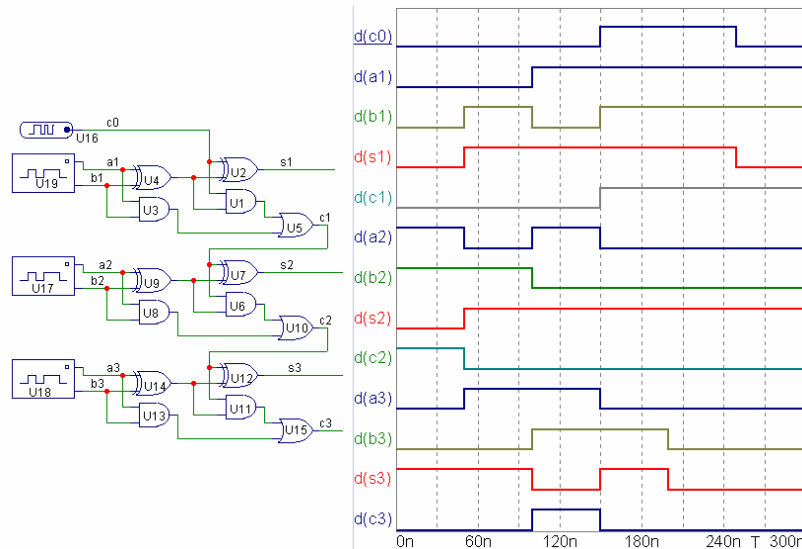 c0
U16
a1
b1
U19
U4
U2
s1
U3
U1
c1
U5
a2
b2
U17
U9
U7
s2
U8
U6
c2
U10
a3
b3
U18
U14
U12
s3
U13
U11
c3
U15
d(c0)
d(a1)
d(b1)
d(s1)
d(c1)
d(a2)
d(b2)
d(s2)
d(c2)
d(a3)
d(b3)
d(s3)
d(c3)
0n 60n 120n 180n 240n T 300n